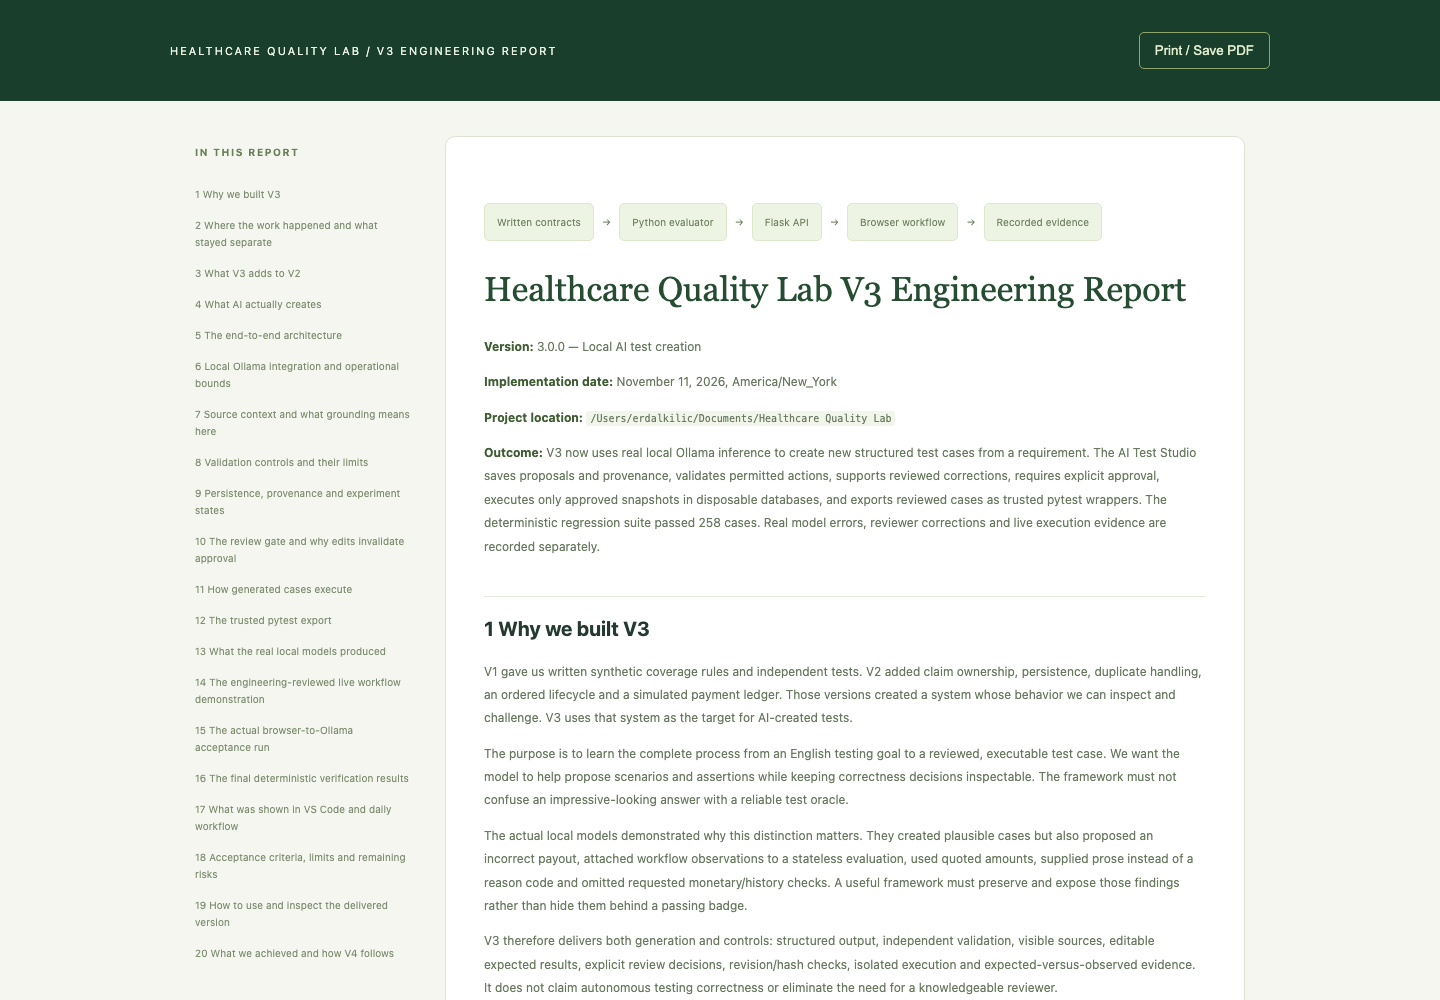 HEALTHCARE QUALITY LAB / V3 ENGINEERING REPORT
Print / Save PDF
IN THIS REPORT
1 Why we built V3
2 Where the work happened and what
stayed separate
3 What V3 adds to V2
4 What AI actually creates
5 The end-to-end architecture
6 Local Ollama integration and operational
bounds
7 Source context and what grounding means
here
8 Validation controls and their limits
9 Persistence, provenance and experiment
states
10 The review gate and why edits invalidate
approval
11 How generated cases execute
12 The trusted pytest export
13 What the real local models produced
14 The engineering-reviewed live workflow
demonstration
15 The actual browser-to-Ollama
acceptance run
16 The final deterministic verification results
17 What was shown in VS Code and daily
workflow
18 Acceptance criteria, limits and remaining
risks
19 How to use and inspect the delivered
version
20 What we achieved and how V4 follows
Written contracts → Python evaluator → Flask API → Browser workflow → Recorded evidence
Healthcare Quality Lab V3 Engineering Report
Version: 3.0.0 — Local AI test creation
Implementation date: November 11, 2026, America/New_York
Project location: /Users/erdalkilic/Documents/Healthcare Quality Lab
Outcome: V3 now uses real local Ollama inference to create new structured test cases from a requirement. The AI Test Studio
saves proposals and provenance, validates permitted actions, supports reviewed corrections, requires explicit approval,
executes only approved snapshots in disposable databases, and exports reviewed cases as trusted pytest wrappers. The
deterministic regression suite passed 258 cases. Real model errors, reviewer corrections and live execution evidence are
recorded separately.
1 Why we built V3
V1 gave us written synthetic coverage rules and independent tests. V2 added claim ownership, persistence, duplicate handling,
an ordered lifecycle and a simulated payment ledger. Those versions created a system whose behavior we can inspect and
challenge. V3 uses that system as the target for AI-created tests.
The purpose is to learn the complete process from an English testing goal to a reviewed, executable test case. We want the
model to help propose scenarios and assertions while keeping correctness decisions inspectable. The framework must not
confuse an impressive-looking answer with a reliable test oracle.
The actual local models demonstrated why this distinction matters. They created plausible cases but also proposed an
incorrect payout, attached workflow observations to a stateless evaluation, used quoted amounts, supplied prose instead of a
reason code and omitted requested monetary/history checks. A useful framework must preserve and expose those findings
rather than hide them behind a passing badge.
V3 therefore delivers both generation and controls: structured output, independent validation, visible sources, editable
expected results, explicit review decisions, revision/hash checks, isolated execution and expected-versus-observed evidence.
It does not claim autonomous testing correctness or eliminate the need for a knowledgeable reviewer.